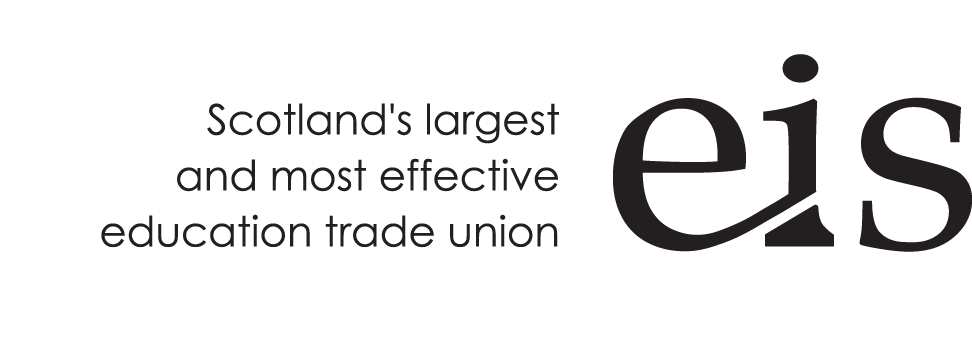 Scotland's largest
and most effective
education trade union
eis